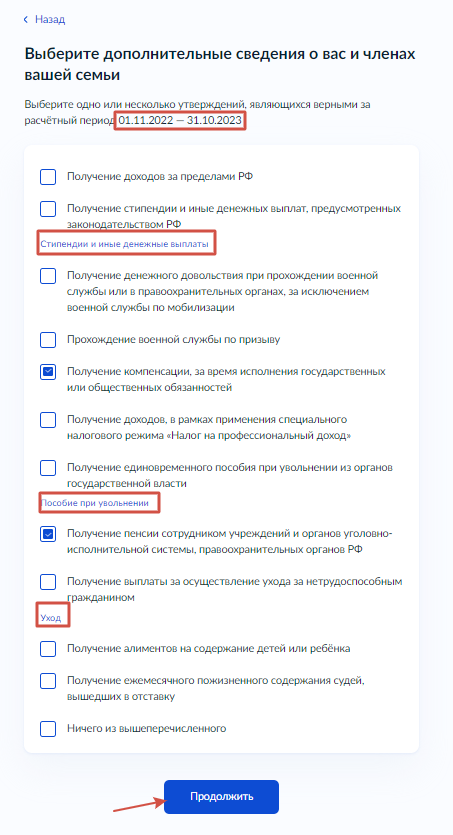 Назад
Выберите дополнительные сведения о вас и членах
вашей семьи
Выберите одно или несколько утверждений, являющихся верными за
расчётный период 01.11.2022 — 31.10.2023
Получение доходов за пределами РФ
Получение стипендии и иные денежных выплат, предусмотренных
законодательством РФ
Стипендии и иные денежные выплаты
Получение денежного довольствия при прохождении военной
службы или в правоохранительных органах, за исключением
военной службы по мобилизации
Прохождение военной службы по призыву
Получение компенсации, за время исполнения государственных
или общественных обязанностей
Получение доходов, в рамках применения специального
налогового режима «Налог на профессиональный доход»
Получение единовременного пособия при увольнении из органов
государственной власти
Пособие при увольнении
Получение пенсии сотрудником учреждений и органов уголовно-
исполнительной системы, правоохранительных органов РФ
Получение выплаты за осуществление ухода за нетрудоспособным
гражданином
Уход
Получение алиментов на содержание детей или ребёнка
Получение ежемесячного пожизненного содержания судей,
вышедших в отставку
Ничего из вышеперечисленного
Продолжить